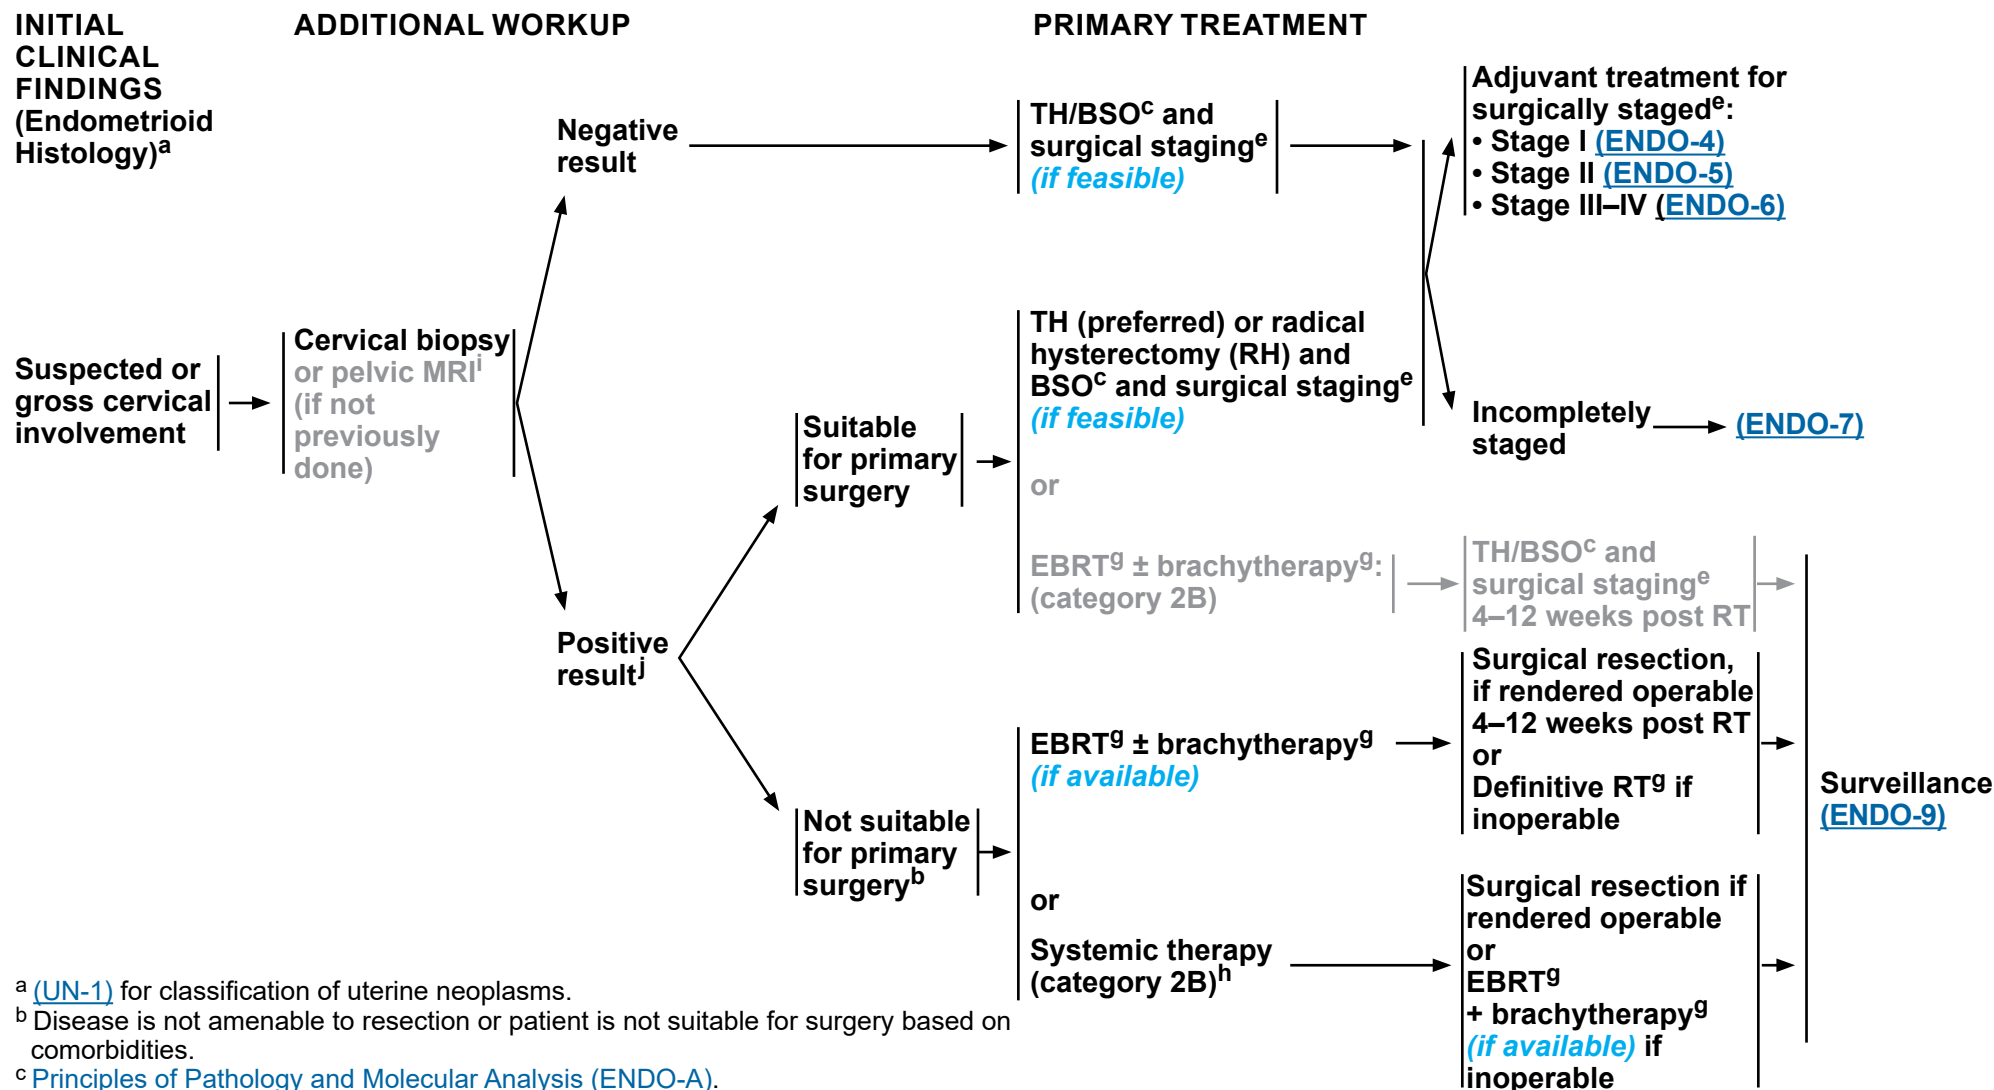 INITIAL
CLINICAL
FINDINGS
(Endometrioid
Histology)a
ADDITIONAL WORKUP
PRIMARY TREATMENT
Suspected or
gross cervical
involvement
Cervical biopsy
or pelvic MRIi
(if not
previously
done)
Negative
result
Positive
resultj
TH/BSOc and
surgical staginge
(if feasible)
Adjuvant treatment for
surgically stagede:
• Stage I (ENDO-4)
• Stage II (ENDO-5)
• Stage III–IV (ENDO-6)
Incompletely
staged
(ENDO-7)
Suitable
for primary
surgery
TH (preferred) or radical
hysterectomy (RH) and
BSOc and surgical staginge
(if feasible)
or
EBRTg ± brachytherapyg:
(category 2B)
TH/BSOc and
surgical staginge
4–12 weeks post RT
Not suitable
for primary
surgeryb
EBRTg ± brachytherapyg
(if available)
Surgical resection,
if rendered operable
4–12 weeks post RT
or
Definitive RTg if
inoperable
or
Systemic therapy
(category 2B)h
Surgical resection if
rendered operable
or
EBRTg
+ brachytherapyg
(if available) if
inoperable
Surveillance
(ENDO-9)
a (UN-1) for classification of uterine neoplasms.
b Disease is not amenable to resection or patient is not suitable for surgery based on
comorbidities.
c Principles of Pathology and Molecular Analysis (ENDO-A).